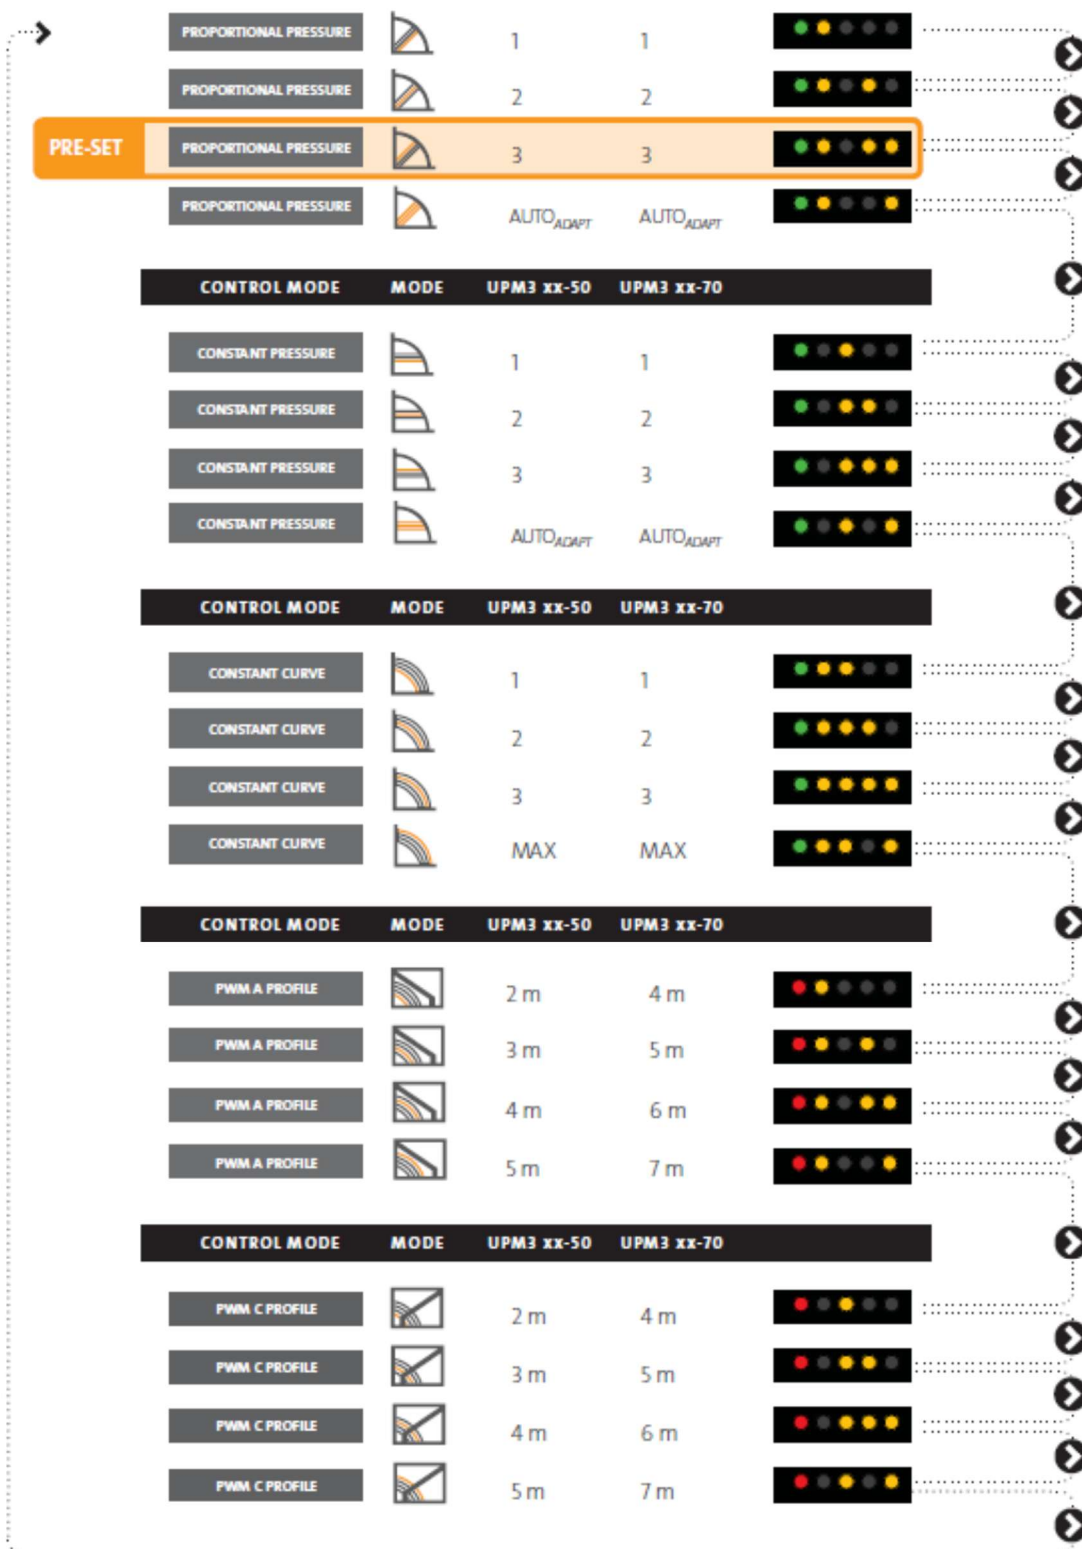 PROPORTIONAL PRESSURE 1 1
PROPORTIONAL PRESSURE 2 2
PRE-SET PROPORTIONAL PRESSURE 3 3
PROPORTIONAL PRESSURE AUTOADAPT AUTOADAPT
CONTROL MODE MODE UPM3 xx-50 UPM3 xx-70
CONSTANT PRESSURE 1 1
CONSTANT PRESSURE 2 2
CONSTANT PRESSURE 3 3
CONSTANT PRESSURE AUTOADAPT AUTOADAPT
CONTROL MODE MODE UPM3 xx-50 UPM3 xx-70
CONSTANT CURVE 1 1
CONSTANT CURVE 2 2
CONSTANT CURVE 3 3
CONSTANT CURVE MAX MAX
CONTROL MODE MODE UPM3 xx-50 UPM3 xx-70
PWM A PROFILE 2 m 4 m
PWM A PROFILE 3 m 5 m
PWM A PROFILE 4 m 6 m
PWM A PROFILE 5 m 7 m
CONTROL MODE MODE UPM3 xx-50 UPM3 xx-70
PWM C PROFILE 2 m 4 m
PWM C PROFILE 3 m 5 m
PWM C PROFILE 4 m 6 m
PWM C PROFILE 5 m 7 m